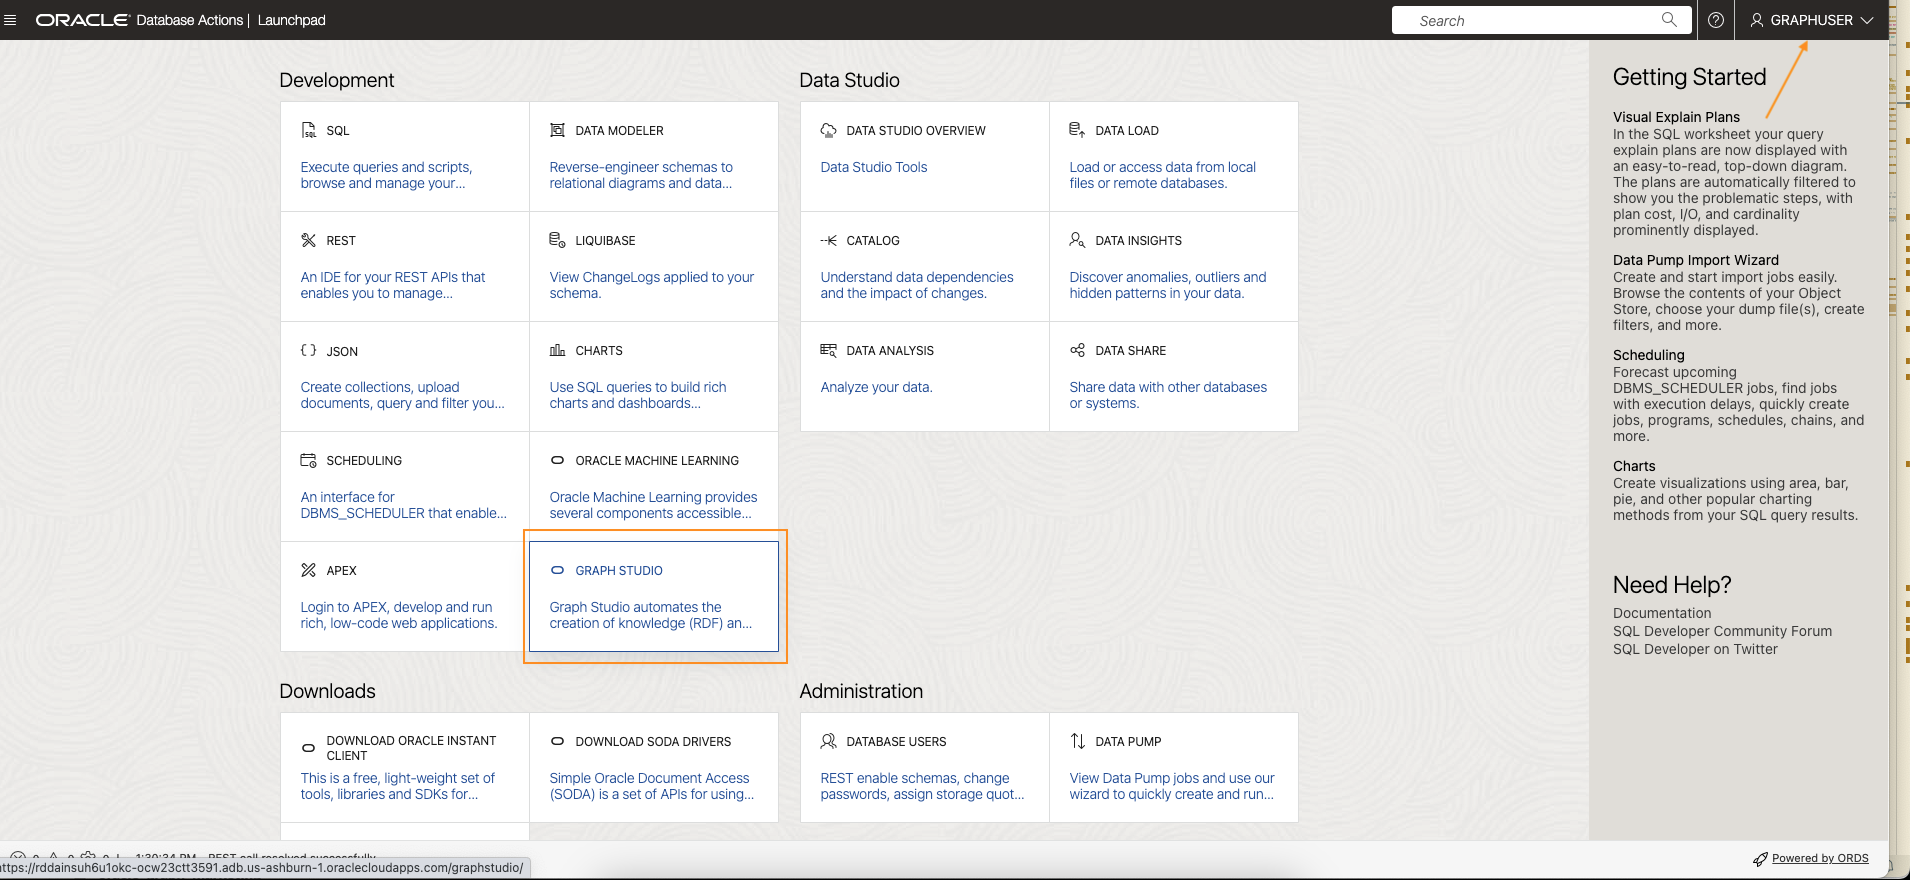 ORACLE Database Actions | Launchpad
Search
GRAPHUSER
Development
SQL
Execute queries and scripts,
browse and manage your...
DATA MODELER
Reverse-engineer schemas to
relational diagrams and data...
REST
An IDE for your REST APIs that
enables you to manage...
LIQUIBASE
View ChangeLogs applied to your
schema.
JSON
Create collections, upload
documents, query and filter you...
CHARTS
Use SQL queries to build rich
charts and dashboards...
SCHEDULING
An interface for
DBMS_SCHEDULER that enable...
ORACLE MACHINE LEARNING
Oracle Machine Learning provides
several components accessible...
APEX
Login to APEX, develop and run
rich, low-code web applications.
GRAPH STUDIO
Graph Studio automates the
creation of knowledge (RDF) an...
Data Studio
DATA STUDIO OVERVIEW
Data Studio Tools
DATA LOAD
Load or access data from local
files or remote databases.
CATALOG
Understand data dependencies
and the impact of changes.
DATA INSIGHTS
Discover anomalies, outliers and
hidden patterns in your data.
DATA ANALYSIS
Analyze your data.
DATA SHARE
Share data with other databases
or systems.
Downloads
DOWNLOAD ORACLE INSTANT
CLIENT
This is a free, light-weight set of
tools, libraries and SDKs for...
DOWNLOAD SODA DRIVERS
Simple Oracle Document Access
(SODA) is a set of APIs for using...
Administration
DATABASE USERS
REST enable schemas, change
passwords, assign storage quot...
DATA PUMP
View Data Pump jobs and use our
wizard to quickly create and run...
Getting Started
Visual Explain Plans
In the SQL worksheet your query
explain plans are now displayed with
an easy-to-read, top-down diagram.
The plans are automatically filtered to
show you the problematic steps, with
plan cost, I/O, and cardinality
prominently displayed.
Data Pump Import Wizard
Create and start import jobs easily.
Browse the contents of your Object
Store, choose your dump file(s), create
filters, and more.
Scheduling
Forecast upcoming
DBMS_SCHEDULER jobs, find jobs
with execution delays, quickly create
jobs, programs, schedules, chains, and
more.
Charts
Create visualizations using area, bar,
pie, and other popular charting
methods from your SQL query results.
Need Help?
Documentation
SQL Developer Community Forum
SQL Developer on Twitter
1:39:34 PM - REST call resolved successfully
ttps://rddainsuh6u1okc-ocw23ctt3591.adb.us-ashburn-1.oraclecloudapps.com/graphstudio/
Powered by ORDS